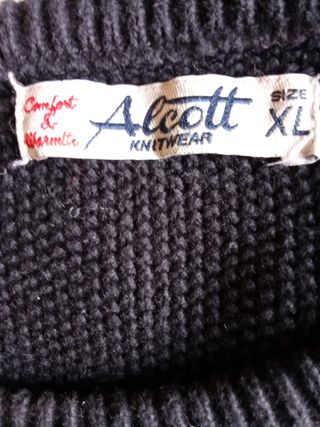 Comfort
&
Warmth
Alcott
KNITWEAR
SIZE
XL